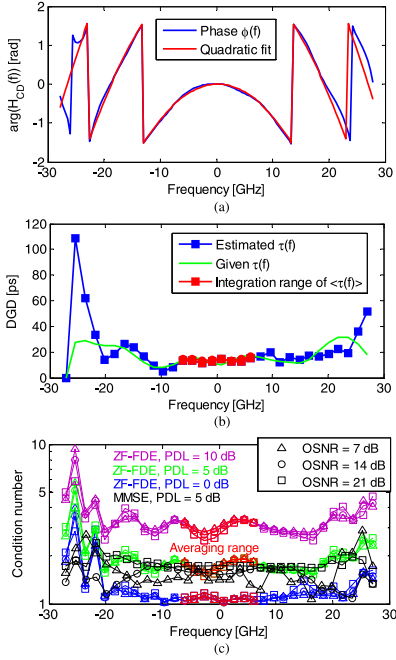 2
1
0
-1
-2
-30 -20 -10 0 10 20 30
arg(H_CD(f)) [rad]
Phase ϕ(f)
Quadratic fit
Frequency [GHz]
(a)
120
100
80
60
40
20
0
-30 -20 -10 0 10 20 30
DGD [ps]
Estimated τ(f)
Given τ(f)
Integration range of <τ(f)>
Frequency [GHz]
(b)
10
5
1
-30 -20 -10 0 10 20 30
Condition number
ZF-FDE, PDL = 10 dB
ZF-FDE, PDL = 5 dB
ZF-FDE, PDL = 0 dB
MMSE, PDL = 5 dB
OSNR = 7 dB
OSNR = 14 dB
OSNR = 21 dB
Averaging range
Frequency [GHz]
(c)